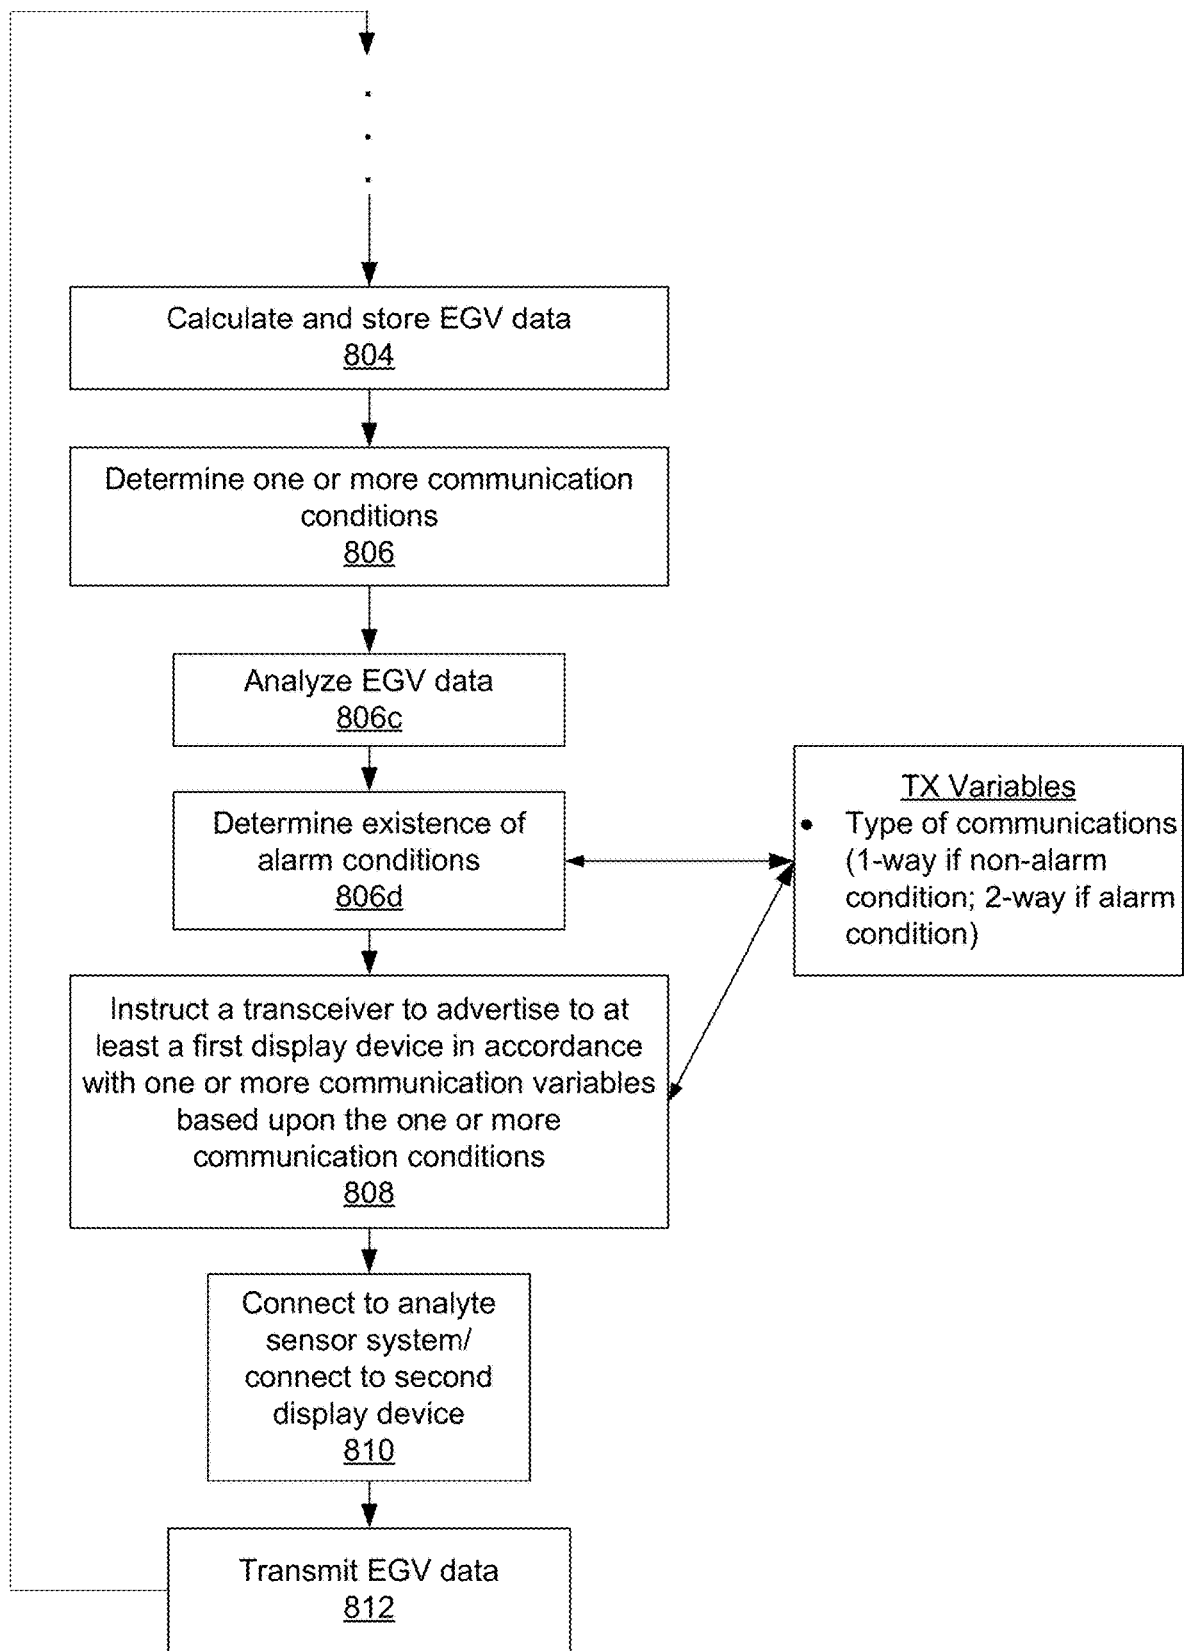 Calculate and store EGV data
804
Determine one or more communication
conditions
806
Analyze EGV data
806c
Determine existence of
alarm conditions
806d
TX Variables
• Type of communications
(1-way if non-alarm
condition; 2-way if alarm
condition)
Instruct a transceiver to advertise to at
least a first display device in accordance
with one or more communication variables
based upon the one or more
communication conditions
808
Connect to analyte
sensor system/
connect to second
display device
810
Transmit EGV data
812